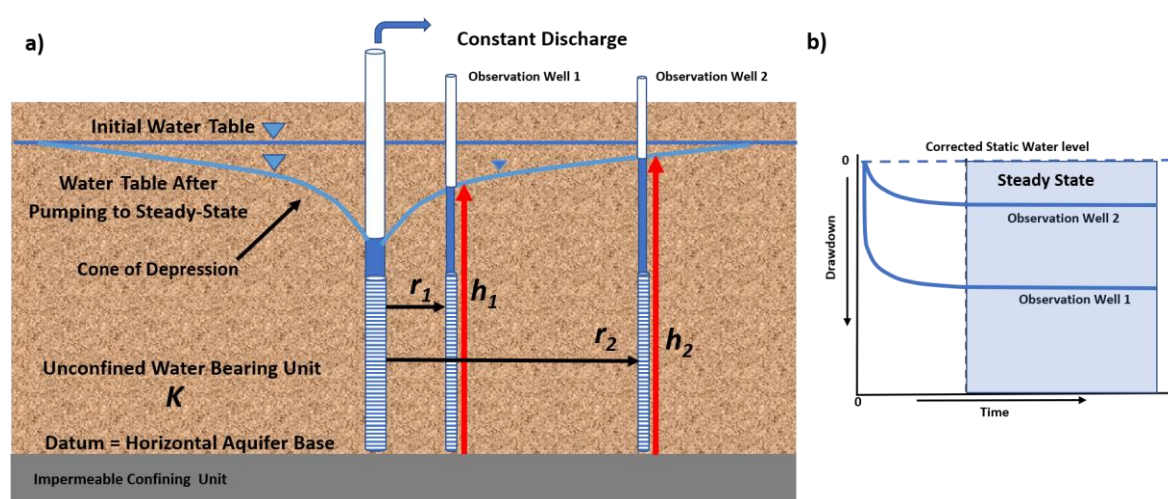 a)
Constant Discharge
Observation Well 1
Observation Well 2
Initial Water Table
Water Table After
Pumping to Steady-State
Cone of Depression
r1
h1
r2
h2
Unconfined Water Bearing Unit
K
Datum = Horizontal Aquifer Base
Impermeable Confining Unit
b)
Corrected Static Water level
0
Steady State
Observation Well 2
Drawdown
Observation Well 1
0
Time